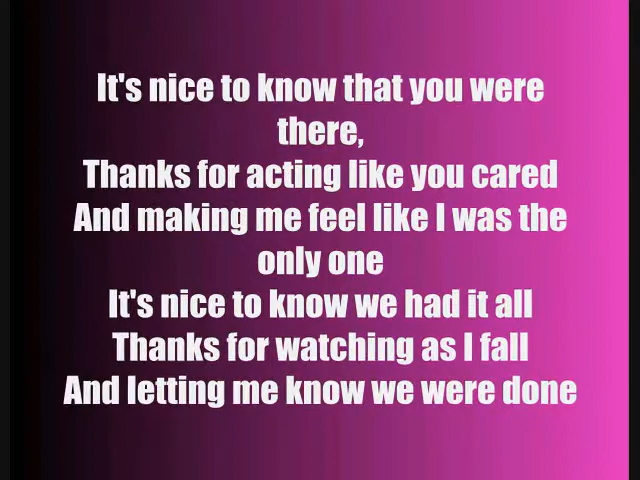 It's nice to know that you were
there,
Thanks for acting like you cared
And making me feel like I was the
only one
It's nice to know we had it all
Thanks for watching as I fall
And letting me know we were done